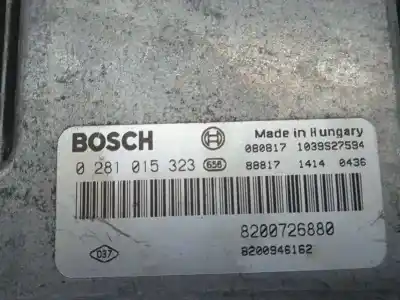 BOSCH
Made in Hungary
080817 1039S27594
0 281 015 323 656 88817 1414 0436
8200726880
D37
8200946162